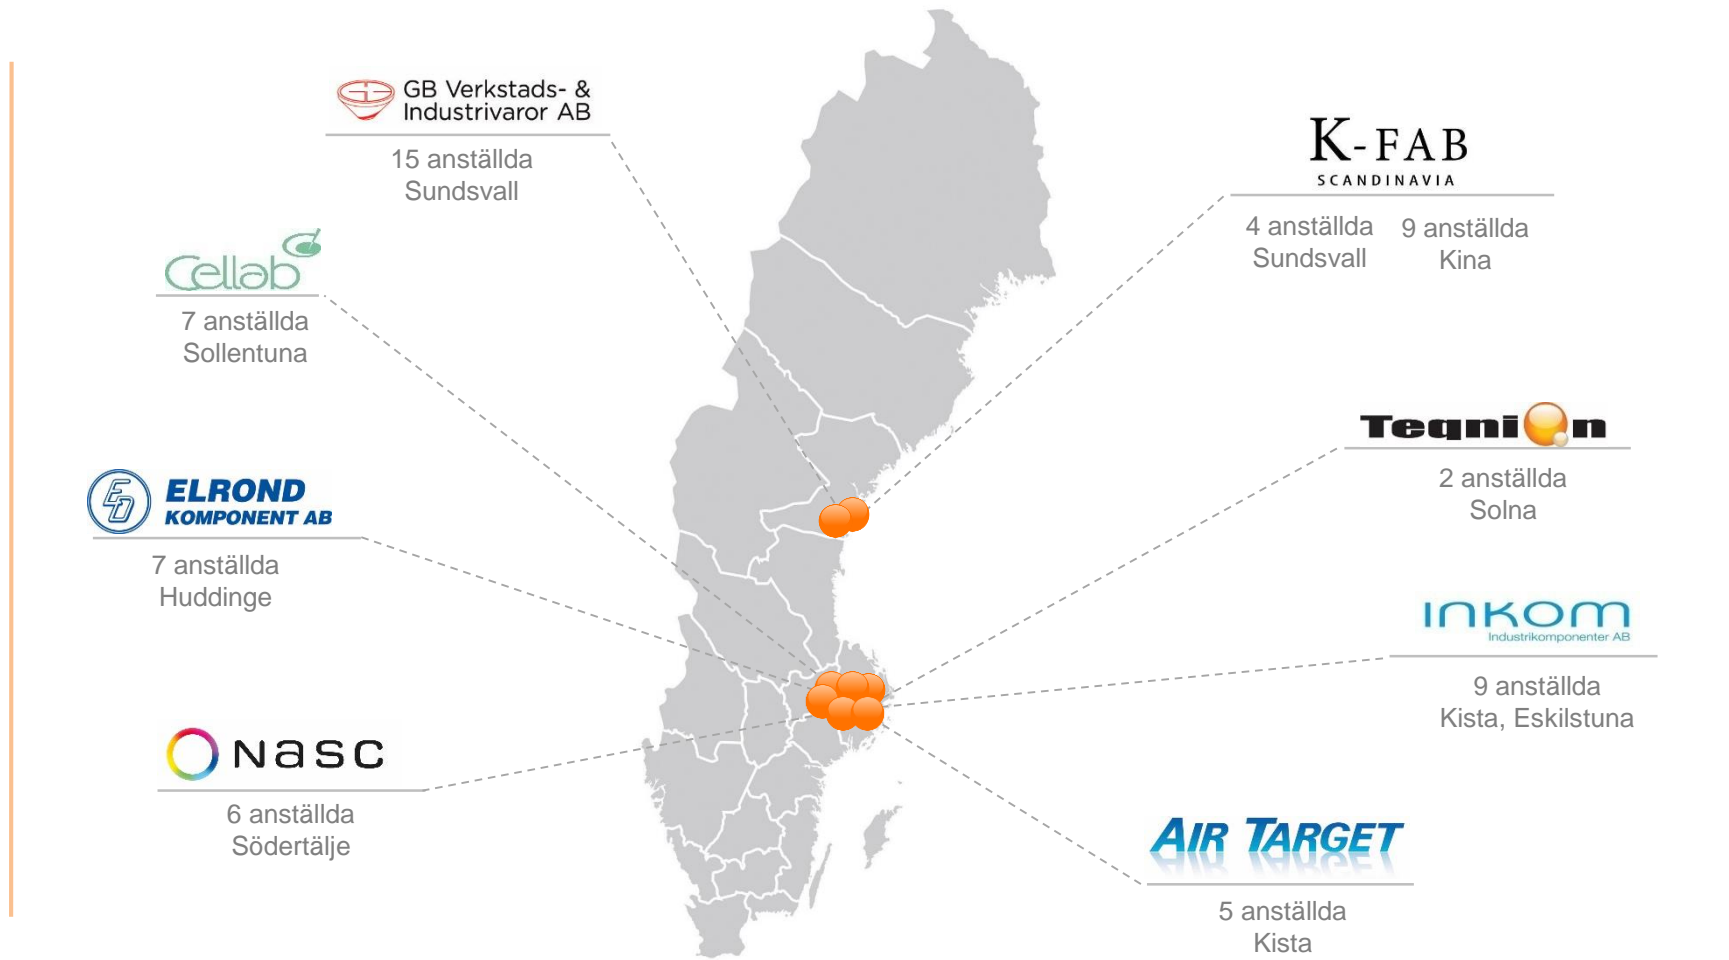 GB Verkstads- &
Industrivaror AB
15 anställda
Sundsvall
Cellab
7 anställda
Sollentuna
ED ELROND
KOMPONENT AB
7 anställda
Huddinge
Nasc
6 anställda
Södertälje
K-FAB
SCANDINAVIA
4 anställda
Sundsvall
9 anställda
Kina
Teqnion
2 anställda
Solna
INKOM
Industrikomponenter AB
9 anställda
Kista, Eskilstuna
AIR TARGET
5 anställda
Kista